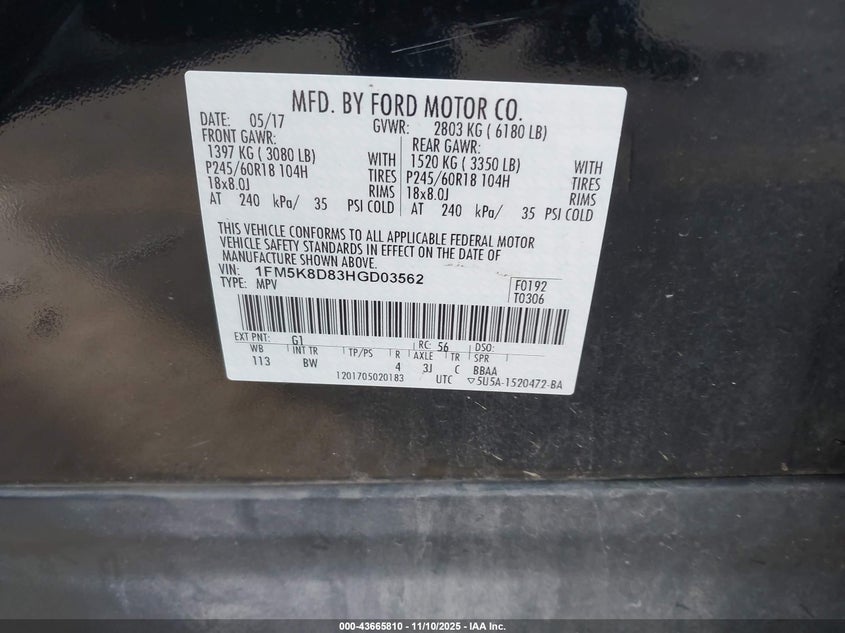 MFD. BY FORD MOTOR CO.
DATE: 05/17 GVWR: 2803 KG ( 6180 LB)
FRONT GAWR: REAR GAWR:
1397 KG ( 3080 LB) WITH 1520 KG ( 3350 LB) WITH
P245/60R18 104H TIRES P245/60R18 104H TIRES
18x8.0J RIMS 18x8.0J RIMS
AT 240 kPa/ 35 PSI COLD AT 240 kPa/ 35 PSI COLD
THIS VEHICLE CONFORMS TO ALL APPLICABLE FEDERAL MOTOR
VEHICLE SAFETY STANDARDS IN EFFECT ON THE DATE OF
MANUFACTURE SHOWN ABOVE.
VIN: 1FM5K8D83HGD03562 F0192
TYPE: MPV T0306
EXT PNT: G1 RC: 56 DSO:
WB INT TR TP/PS R AXLE TR SPR
113 BW 4 3J C BBAA
1201705020183 UTC ▽5U5A-1520472-BA
000-43665810 - 11/10/2025 - IAA Inc.